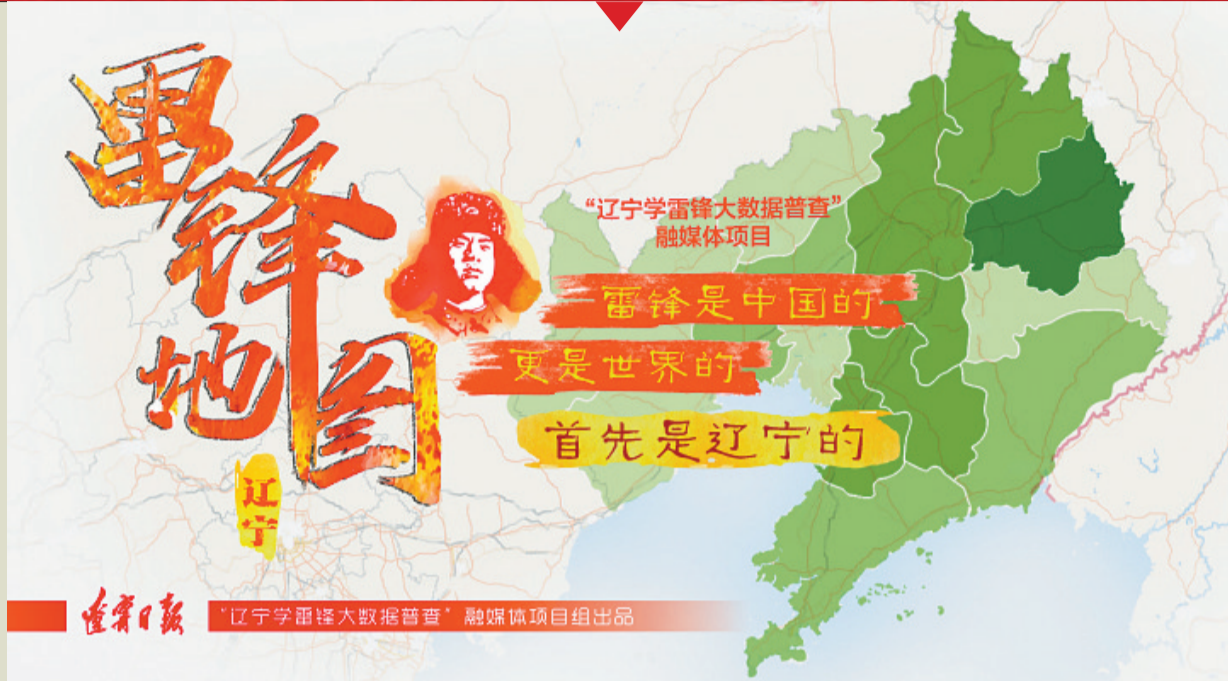 雷锋地图
辽宁
“辽宁学雷锋大数据普查”
融媒体项目
雷锋是中国的
更是世界的
首先是辽宁的
辽宁日报
“辽宁学雷锋大数据普查”融媒体项目组出品